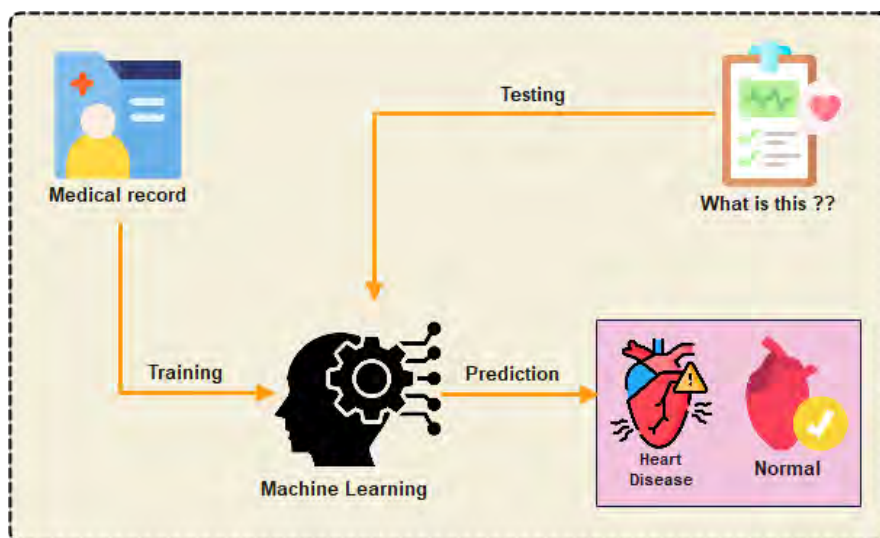 Testing
Medical record
What is this ??
Training
Prediction
Machine Learning
Heart
Disease
Normal